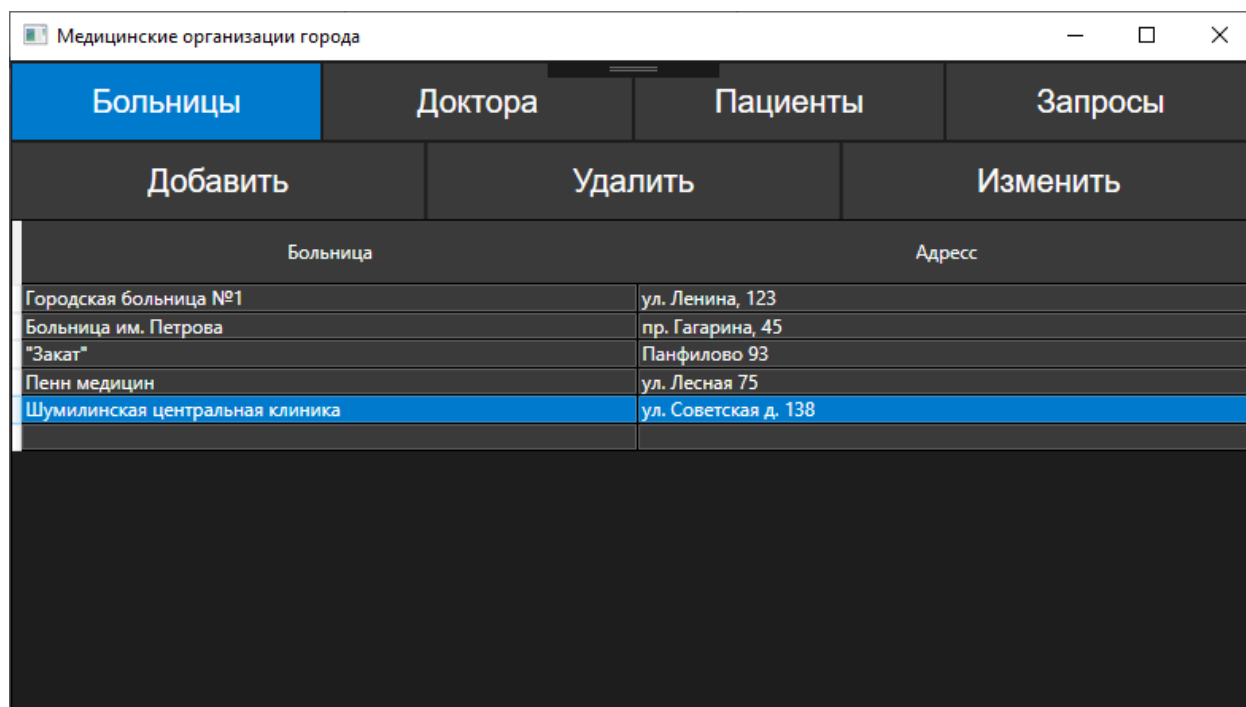 Медицинские организации города
Больницы Доктора Пациенты Запросы
Добавить Удалить Изменить
Больница Адресс
Городская больница №1 ул. Ленина, 123
Больница им. Петрова пр. Гагарина, 45
"Закат" Панфилово 93
Пенн медицин ул. Лесная 75
Шумилинская центральная клиника ул. Советская д. 138